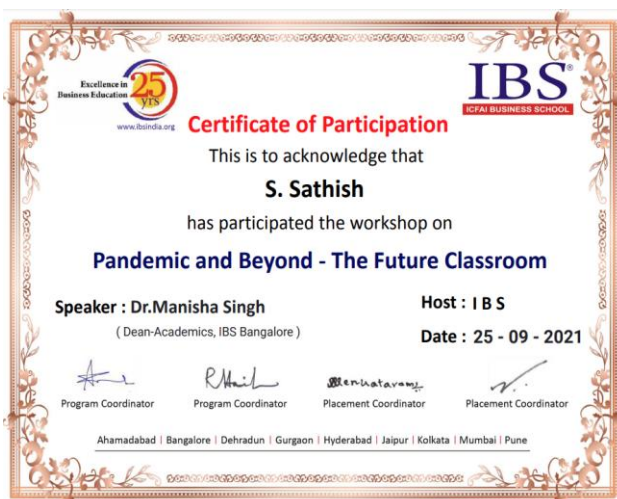 Excellence in
Business Education
25
yrs
www.ibsindia.org
IBS®
ICFAI BUSINESS SCHOOL
Certificate of Participation
This is to acknowledge that
S. Sathish
has participated the workshop on
Pandemic and Beyond - The Future Classroom
Speaker : Dr.Manisha Singh
Host : I B S
( Dean-Academics, IBS Bangalore )
Date : 25 - 09 - 2021
Program Coordinator Program Coordinator Placement Coordinator Placement Coordinator
Ahamadabad | Bangalore | Dehradun | Gurgaon | Hyderabad | Jaipur | Kolkata | Mumbai | Pune